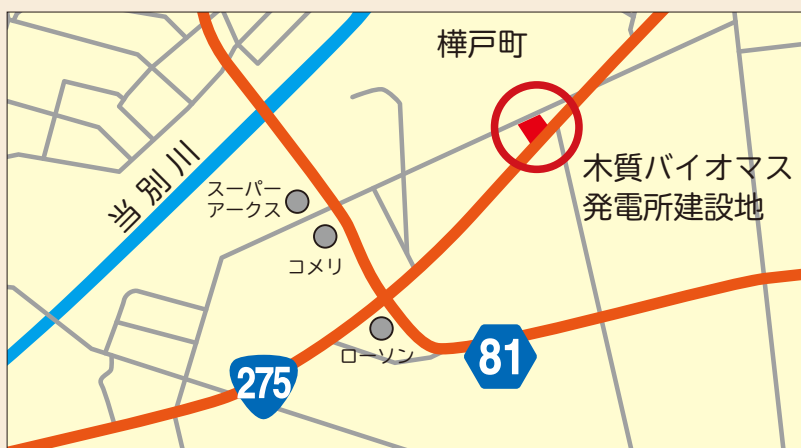 樺戸町
木質バイオマス
発電所建設地
当別川
スーパー
アークス
コメリ
ローソン
81
275